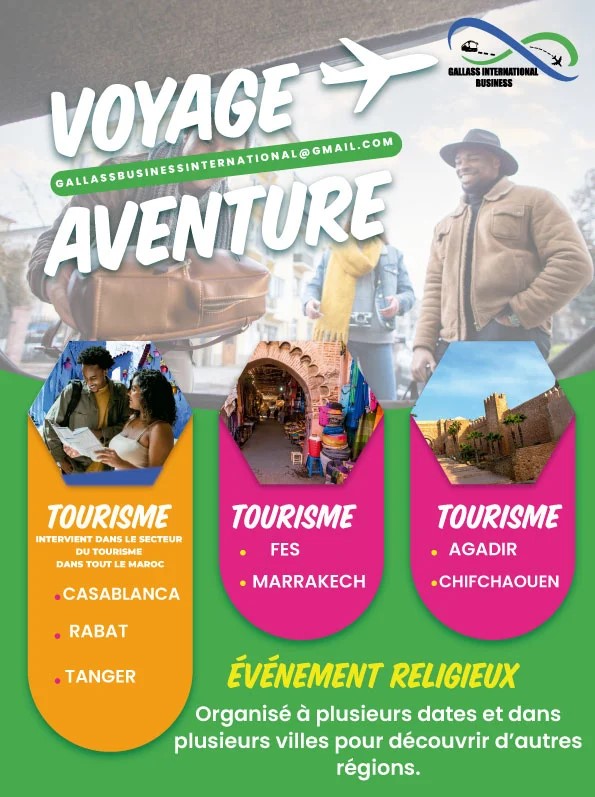 GALLASS INTERNATIONAL
BUSINESS
VOYAGE
GALLASSBUSINESSINTERNATIONAL@GMAIL.COM
AVENTURE
TOURISME
INTERVIENT DANS LE SECTEUR
DU TOURISME
DANS TOUT LE MAROC
• CASABLANCA
• RABAT
• TANGER
TOURISME
• FES
• MARRAKECH
TOURISME
• AGADIR
• CHIFCHAOUEN
ÉVÉNEMENT RELIGIEUX
Organisé à plusieurs dates et dans
plusieurs villes pour découvrir d’autres
régions.